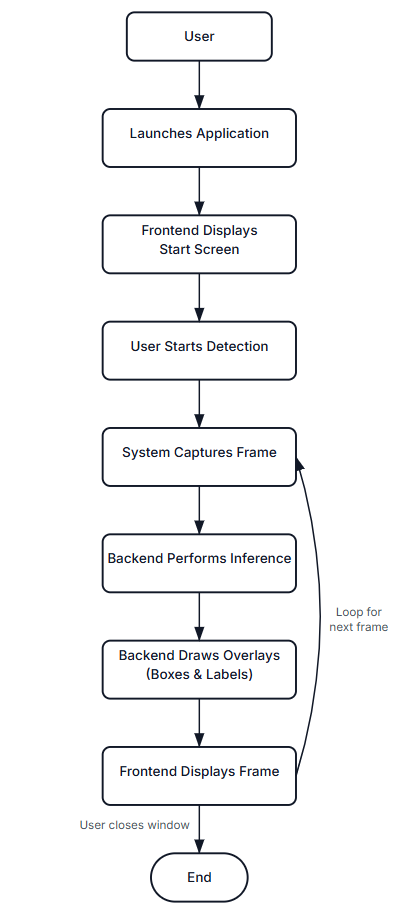 User
Launches Application
Frontend Displays
Start Screen
User Starts Detection
System Captures Frame
Backend Performs Inference
Loop for
next frame
Backend Draws Overlays
(Boxes & Labels)
Frontend Displays Frame
User closes window
End